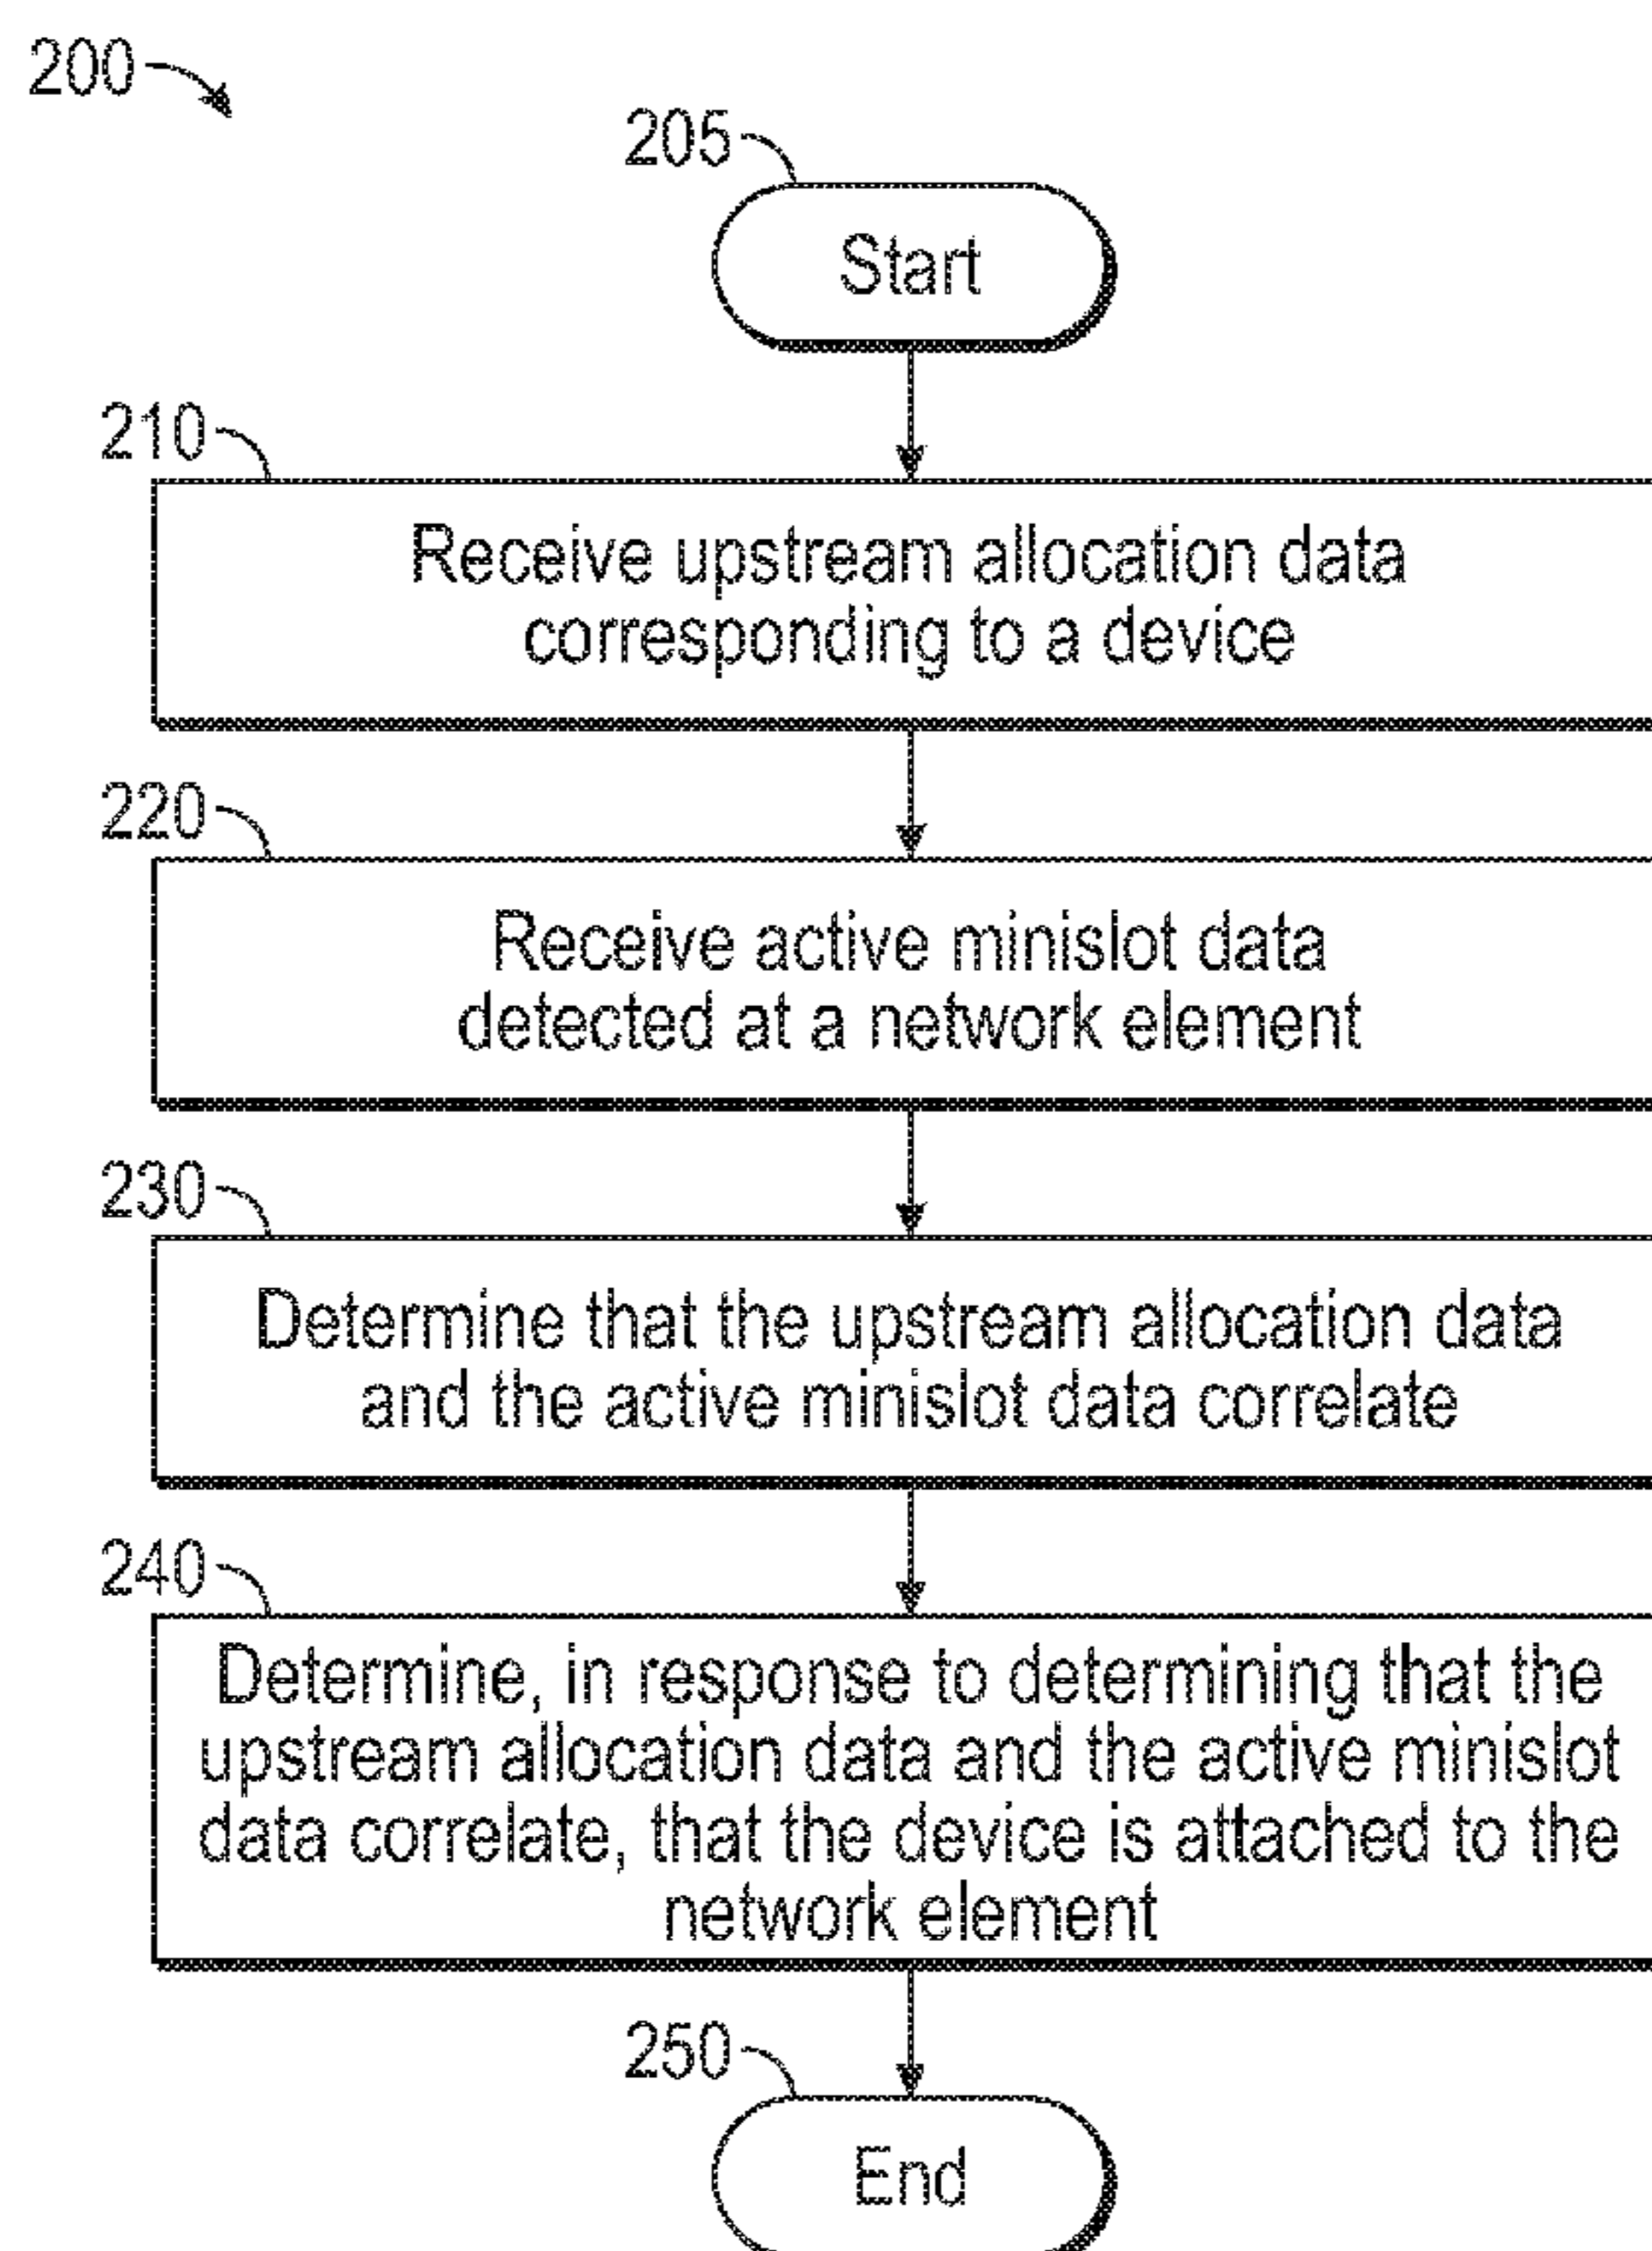 200
205
Start
210
Receive upstream allocation data
corresponding to a device
220
Receive active minislot data
detected at a network element
230
Determine that the upstream allocation data
and the active minislot data correlate
240
Determine, in response to determining that the
upstream allocation data and the active minislot
data correlate, that the device is attached to the
network element
250
End